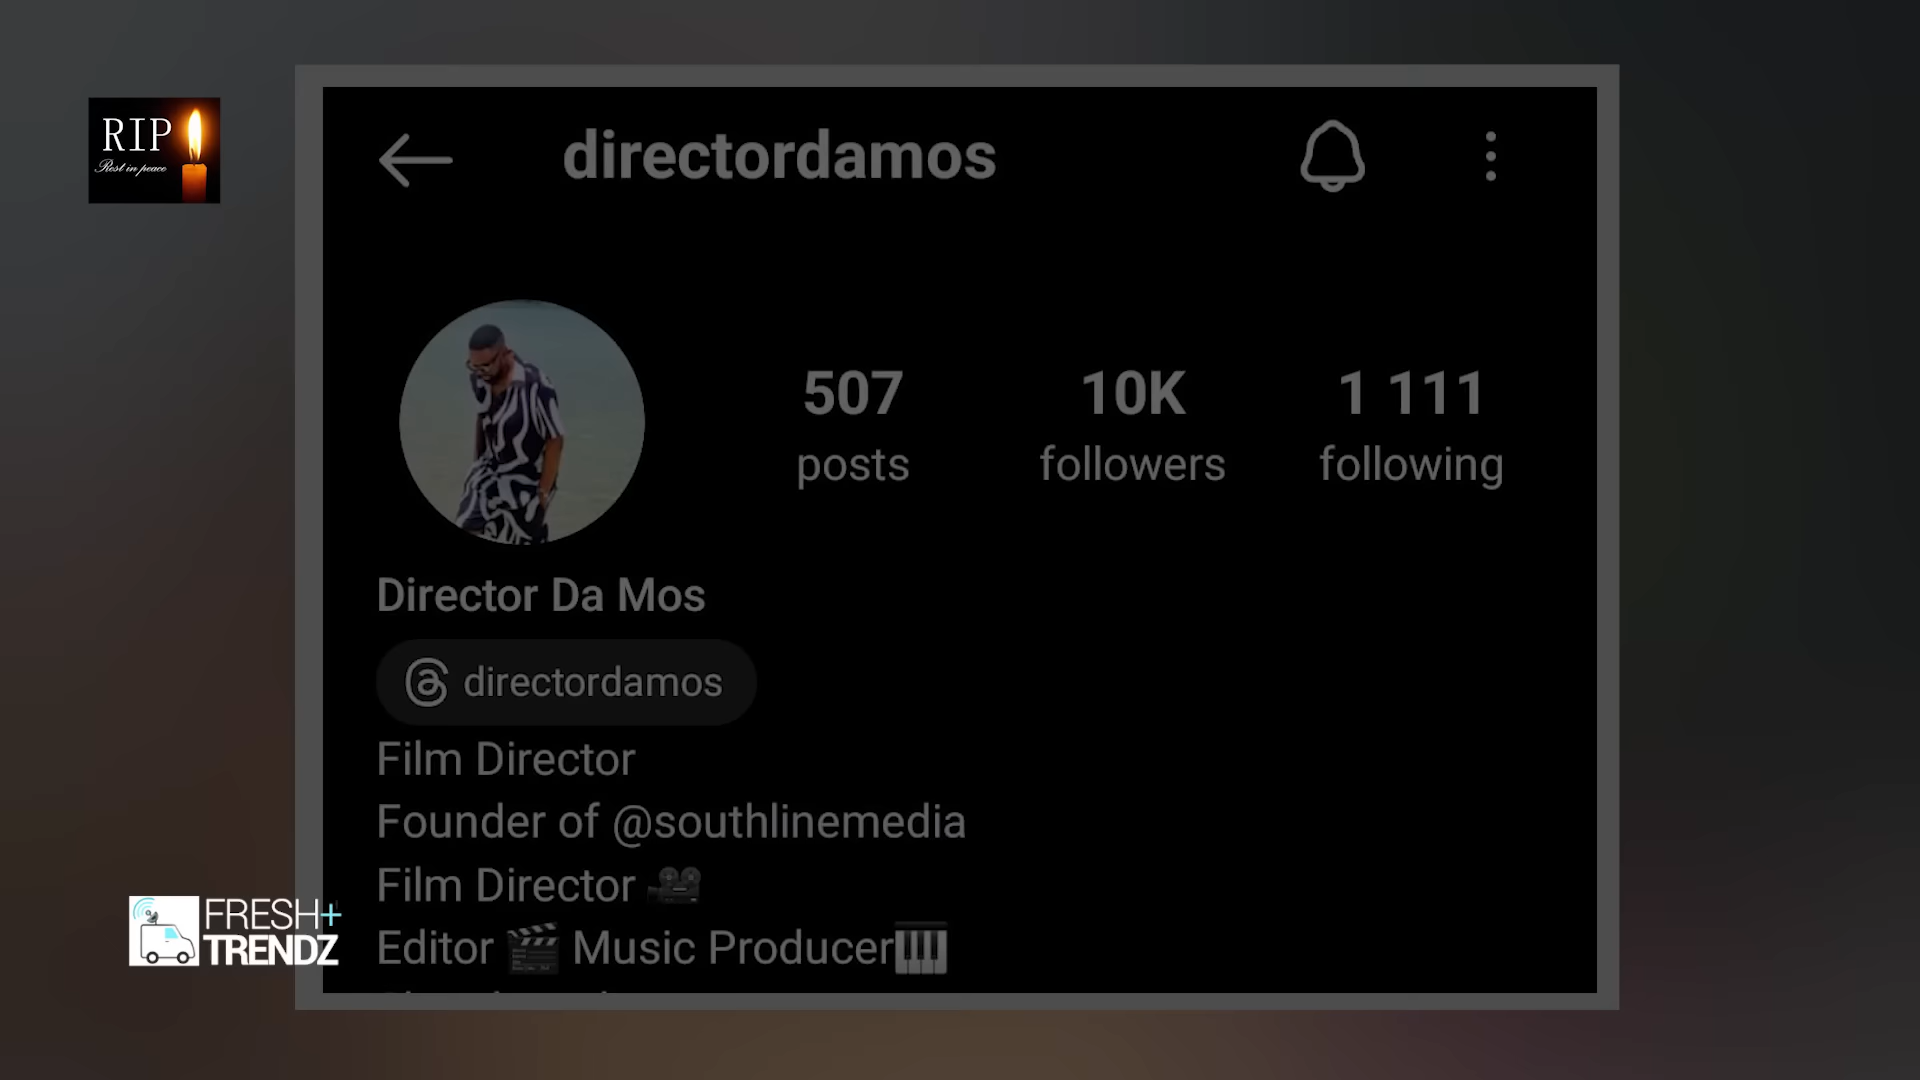 RIP
Rest in peace
directordamos
507
posts
10K
followers
1 111
following
Director Da Mos
directordamos
Film Director
Founder of @southlinemedia
Film Director 🎥
Editor 🎬 Music Producer🎹
FRESH+
TRENDZ